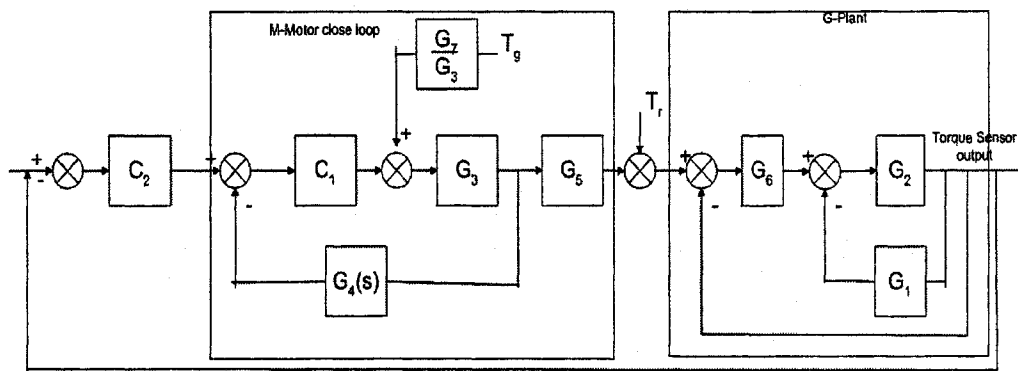 M-Motor close loop
G-Plant
G7
G3
Tg
Tr
Torque Sensor
output
+
-
C2
+
-
C1
+
G3
G5
+
-
G6
+
-
G2
G4(s)
G1